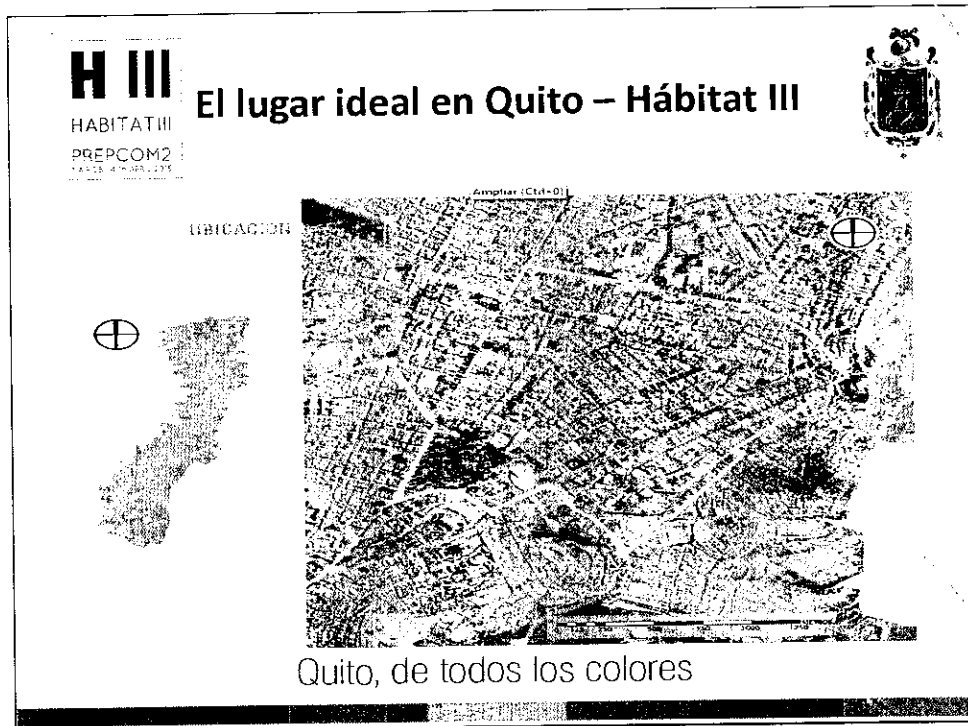 H III
HABITAT III
PREPCOM2
El lugar ideal en Quito – Hábitat III
Ampliar (Ctrl+0)
UBICACION
Quito, de todos los colores